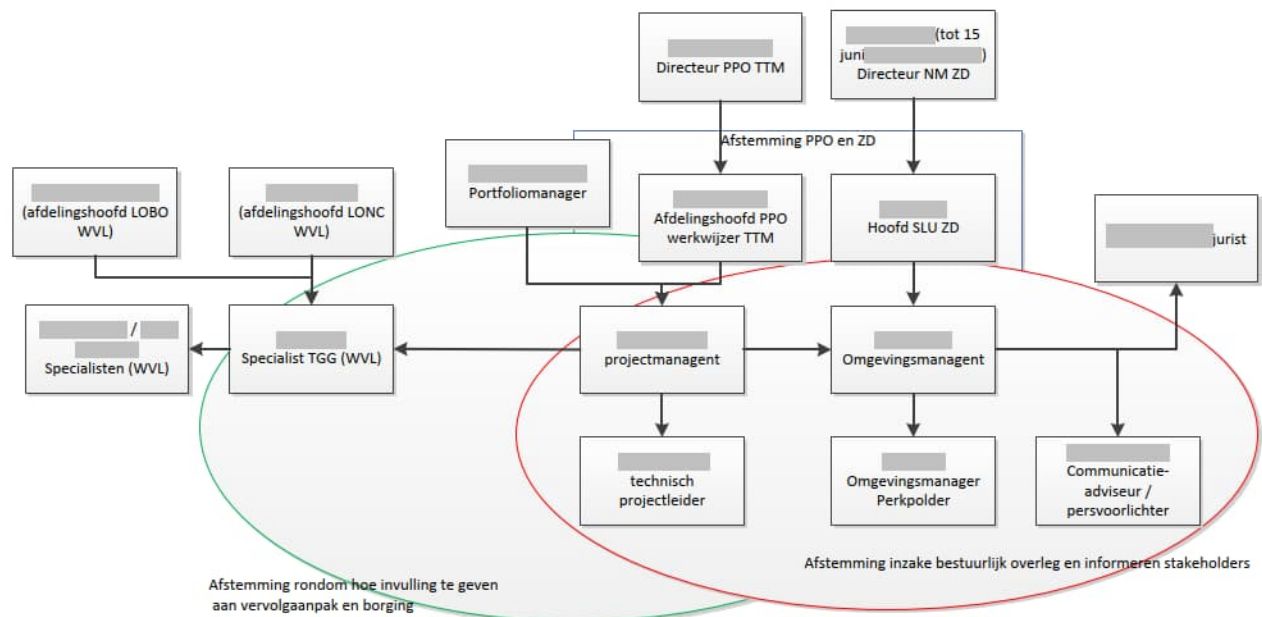 (tot 15
juni )
Directeur PPO TTM
Directeur NM ZD
Afstemming PPO en ZD
Portfoliomanager
(afdelingshoofd LOBO
WVL)
(afdelingshoofd LONC
WVL)
Afdelingshoofd PPO
werkwijzer TTM
Hoofd SLU ZD
jurist
/
Specialisten (WVL)
Specialist TGG (WVL)
projectmanagent
Omgevingsmanagent
technisch
projectleider
Omgevingsmanager
Perkpolder
Communicatie-
adviseur /
persvoorlichter
Afstemming inzake bestuurlijk overleg en informeren stakeholders
Afstemming rondom hoe invulling te geven
aan vervolgaanpak en borging